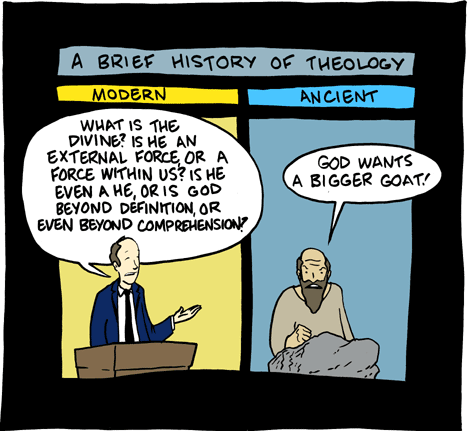 A BRIEF HISTORY OF THEOLOGY
MODERN
WHAT IS THE
DIVINE? IS HE AN
EXTERNAL FORCE, OR A
FORCE WITHIN US? IS HE
EVEN A HE, OR IS GOD
BEYOND DEFINITION, OR
EVEN BEYOND COMPREHENSION?
ANCIENT
GOD WANTS
A BIGGER GOAT!